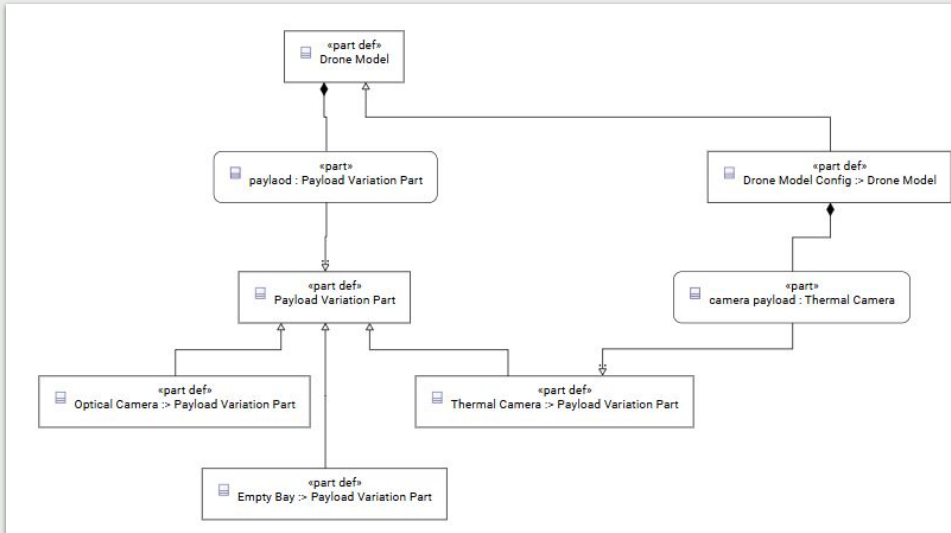 «part def»
Drone Model
«part»
paylaod : Payload Variation Part
«part def»
Drone Model Config :> Drone Model
«part def»
Payload Variation Part
«part»
camera payload : Thermal Camera
«part def»
Optical Camera :> Payload Variation Part
«part def»
Thermal Camera :> Payload Variation Part
«part def»
Empty Bay :> Payload Variation Part